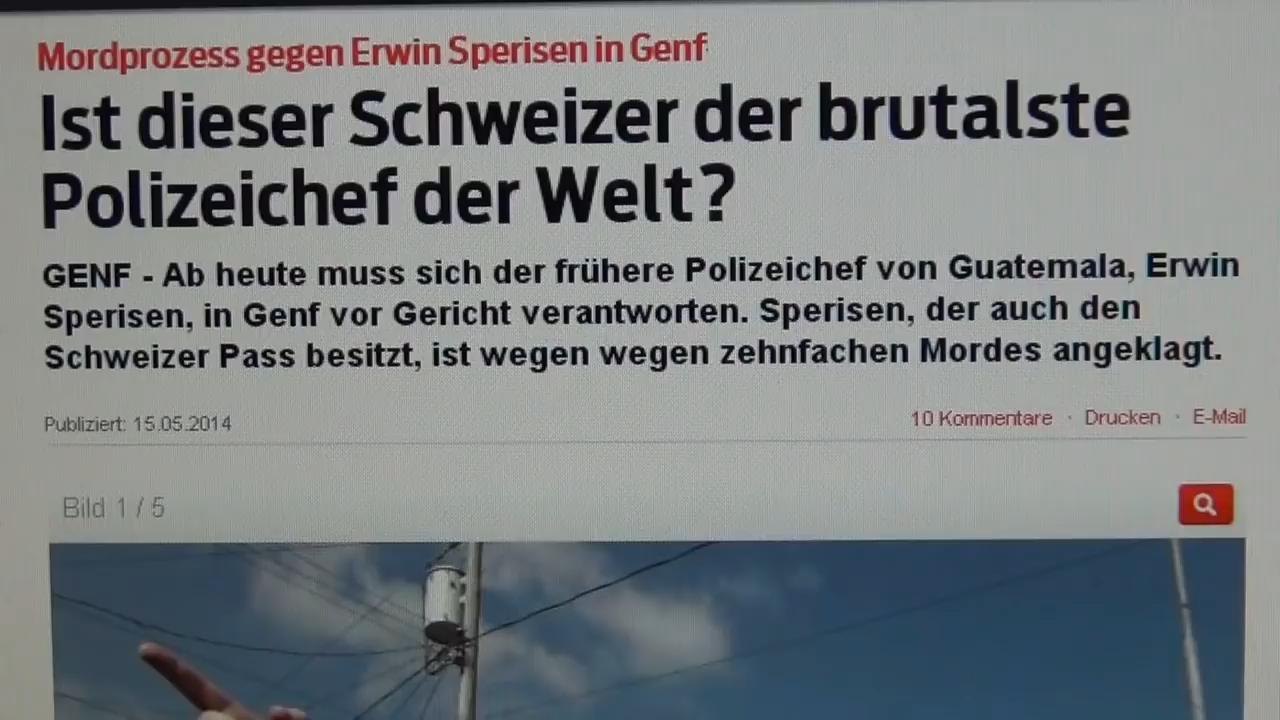 Mordprozess gegen Erwin Sperisen in Genf
Ist dieser Schweizer der brutalste
Polizeichef der Welt?
GENF - Ab heute muss sich der frühere Polizeichef von Guatemala, Erwin
Sperisen, in Genf vor Gericht verantworten. Sperisen, der auch den
Schweizer Pass besitzt, ist wegen wegen zehnfachen Mordes angeklagt.
Publiziert: 15.05.2014 10 Kommentare · Drucken · E-Mail
Bild 1 / 5